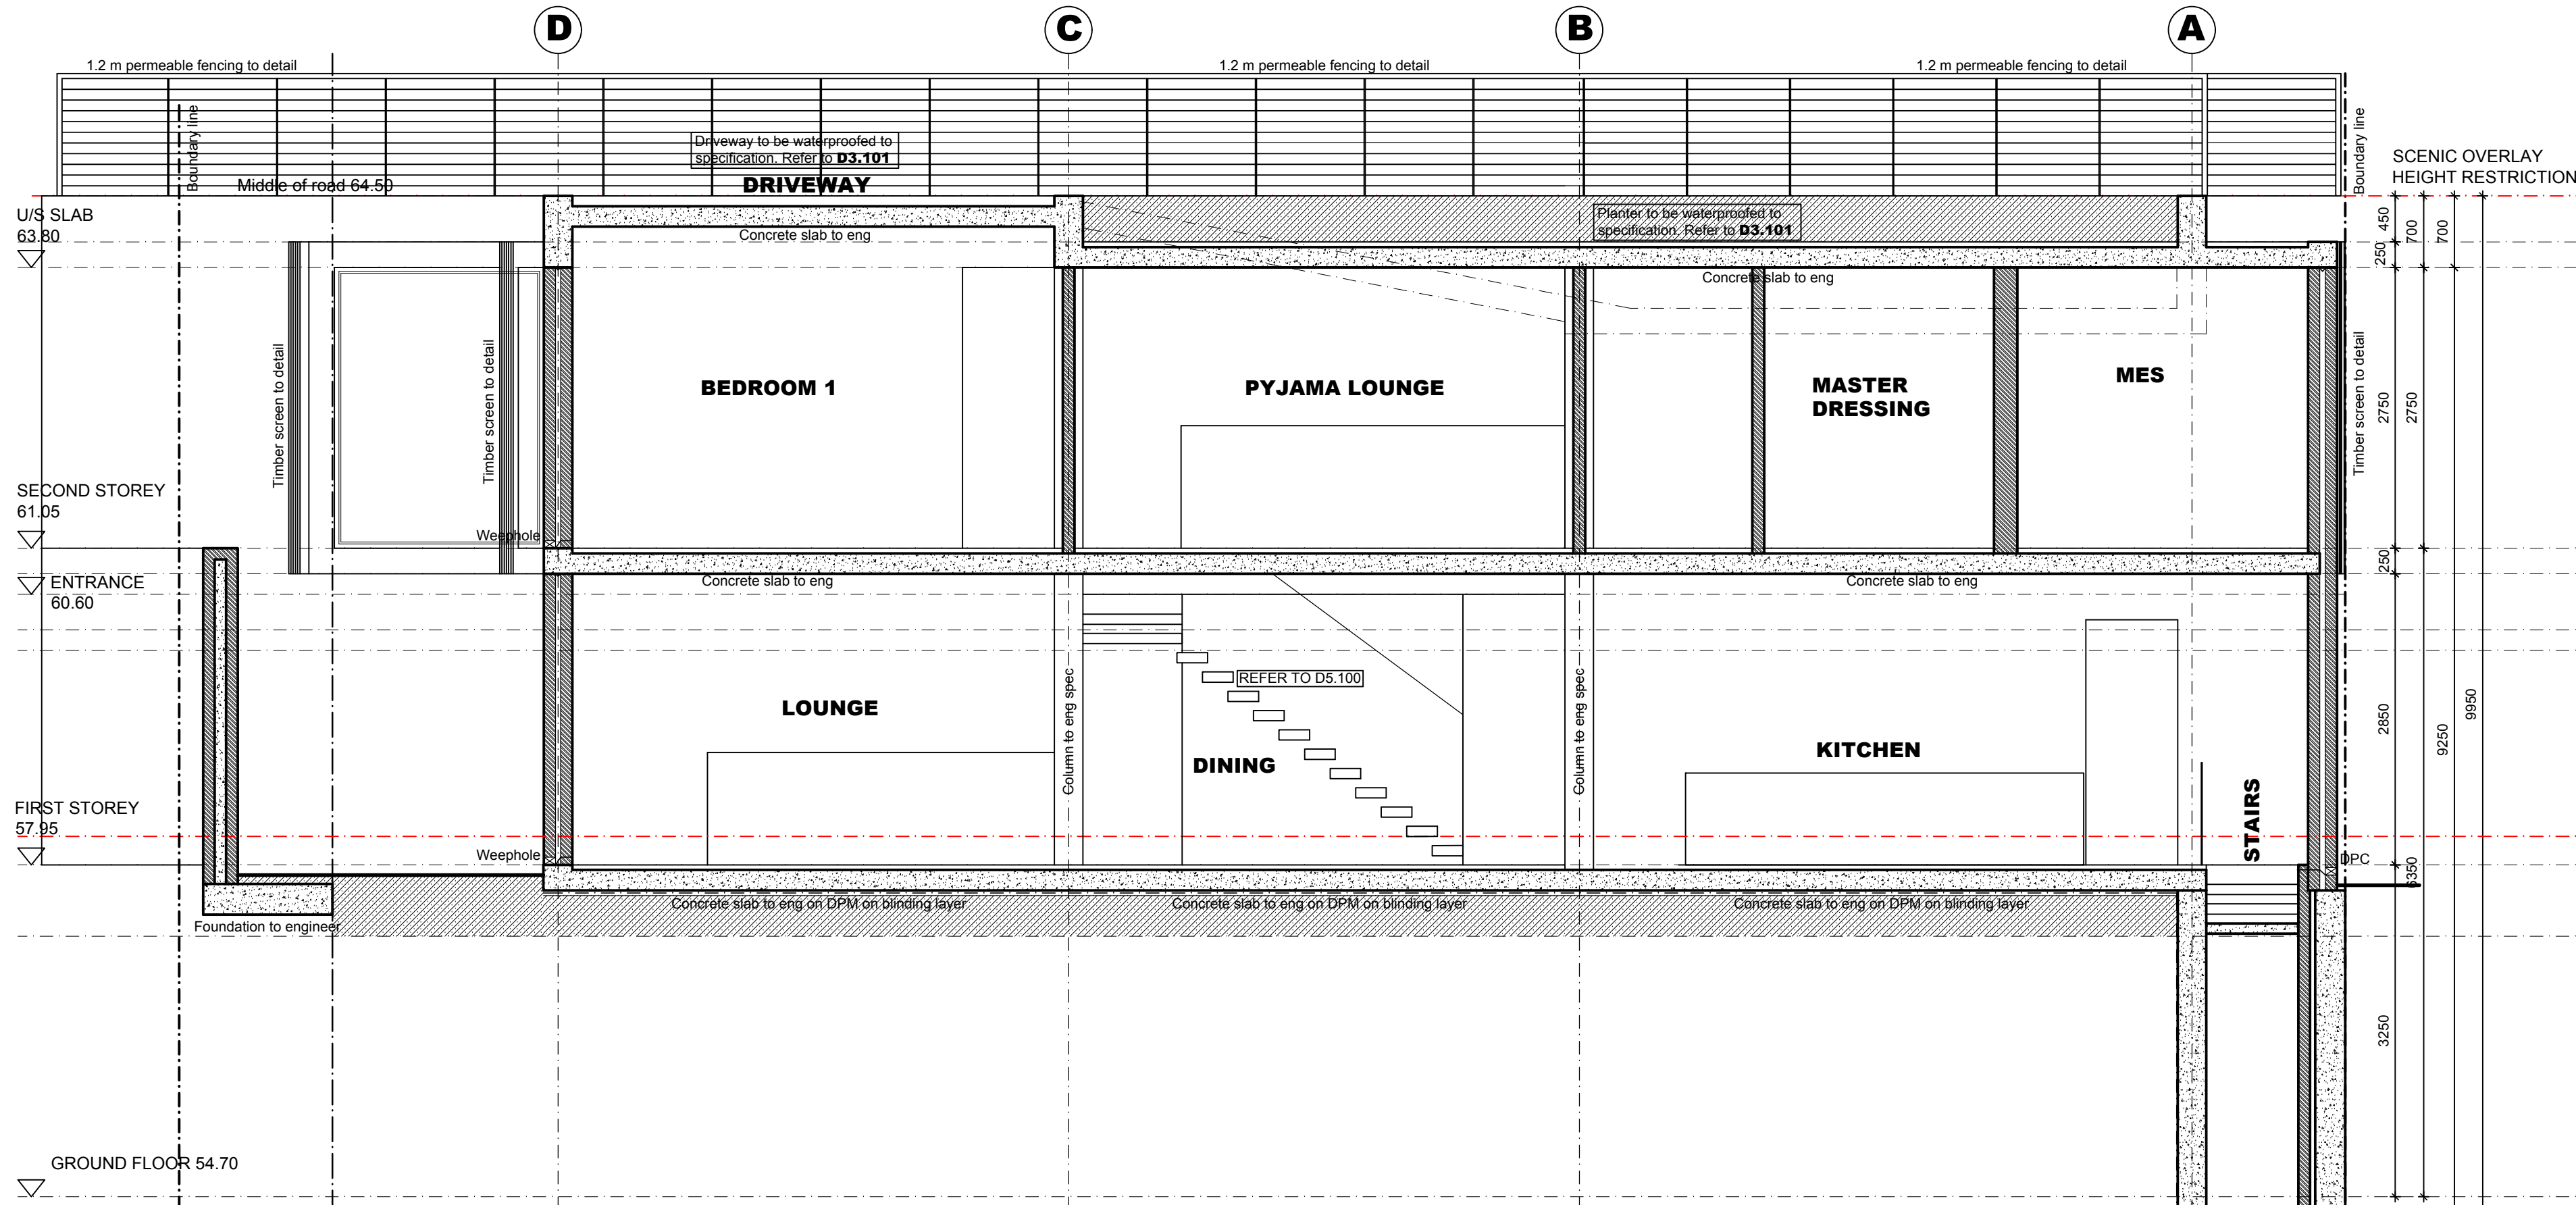 D
C
B
A
1.2 m permeable fencing to detail
1.2 m permeable fencing to detail
1.2 m permeable fencing to detail
Boundary line
Boundary line
Driveway to be waterproofed to
specification. Refer to D3.101
Middle of road 64.50
DRIVEWAY
SCENIC OVERLAY
HEIGHT RESTRICTION
U/S SLAB
63.80
Concrete slab to eng
Planter to be waterproofed to
specification. Refer to D3.101
Concrete slab to eng
450
250
700
700
Timber screen to detail
Timber screen to detail
BEDROOM 1
PYJAMA LOUNGE
MASTER
DRESSING
MES
Timber screen to detail
2750
2750
SECOND STOREY
61.05
Weephole
ENTRANCE
60.60
Concrete slab to eng
Concrete slab to eng
250
REFER TO D5.100
LOUNGE
Column to eng spec
DINING
Column to eng spec
KITCHEN
STAIRS
2850
9250
9950
FIRST STOREY
57.95
Weephole
DPC
6350
Concrete slab to eng on DPM on blinding layer
Concrete slab to eng on DPM on blinding layer
Concrete slab to eng on DPM on blinding layer
Foundation to engineer
3250
GROUND FLOOR 54.70